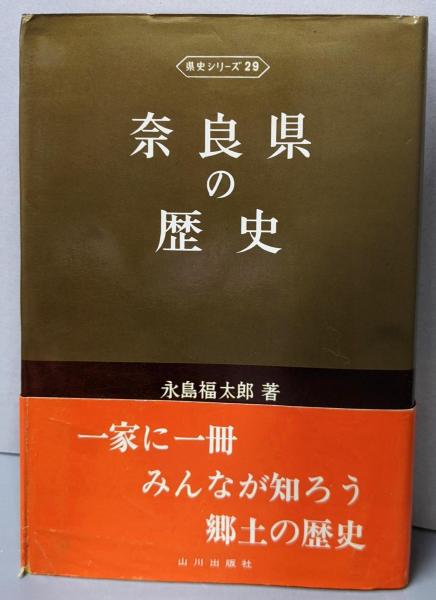 県史シリーズ29
奈良県
の
歴史
永島福太郎 著
一家に一冊
みんなが知ろう
郷土の歴史
山川出版社